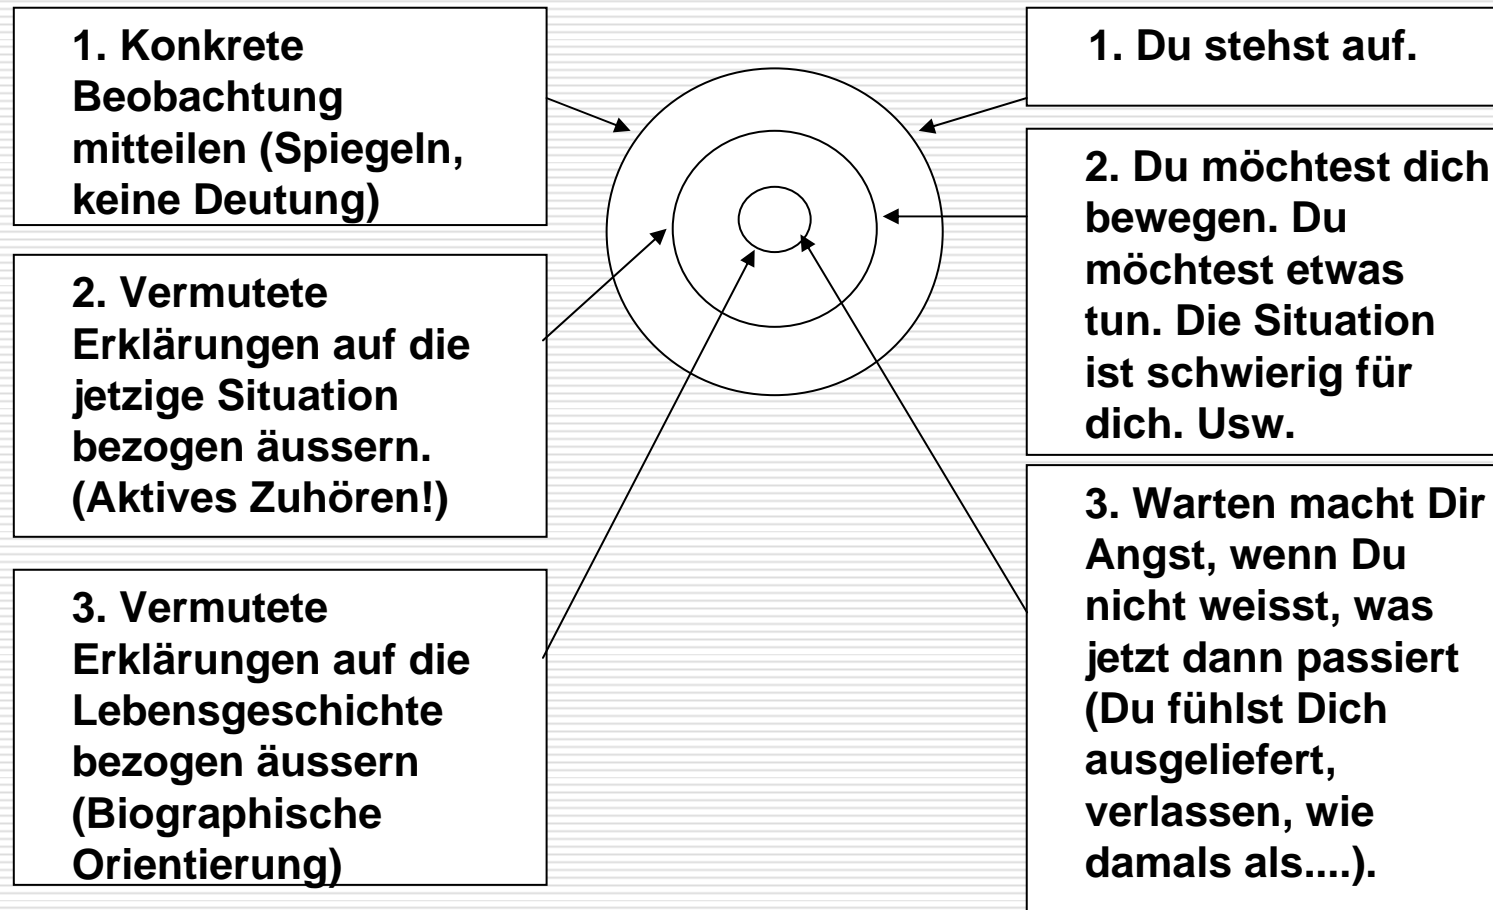 1. Konkrete
Beobachtung
mitteilen (Spiegeln,
keine Deutung)
2. Vermutete
Erklärungen auf die
jetzige Situation
bezogen äussern.
(Aktives Zuhören!)
3. Vermutete
Erklärungen auf die
Lebensgeschichte
bezogen äussern
(Biographische
Orientierung)
1. Du stehst auf.
2. Du möchtest dich
bewegen. Du
möchtest etwas
tun. Die Situation
ist schwierig für
dich. Usw.
3. Warten macht Dir
Angst, wenn Du
nicht weisst, was
jetzt dann passiert
(Du fühlst Dich
ausgeliefert,
verlassen, wie
damals als....).